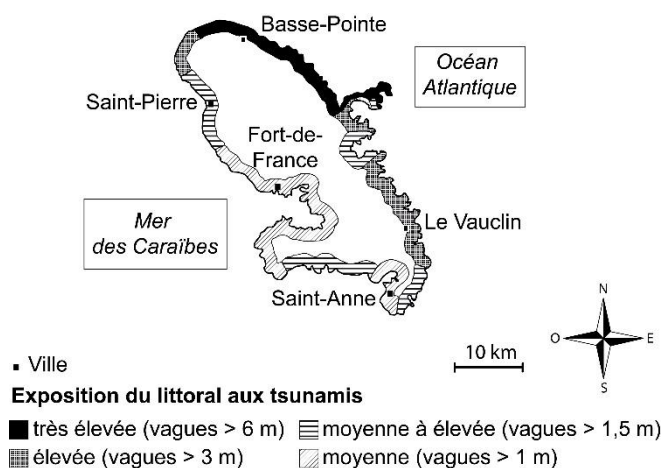 Basse-Pointe
Océan
Atlantique
Saint-Pierre
Fort-de-
France
Mer
des Caraïbes
Le Vauclin
Saint-Anne
N
O
E
S
10 km
Ville
Exposition du littoral aux tsunamis
très élevée (vagues > 6 m)
moyenne à élevée (vagues > 1,5 m)
élevée (vagues > 3 m)
moyenne (vagues > 1 m)